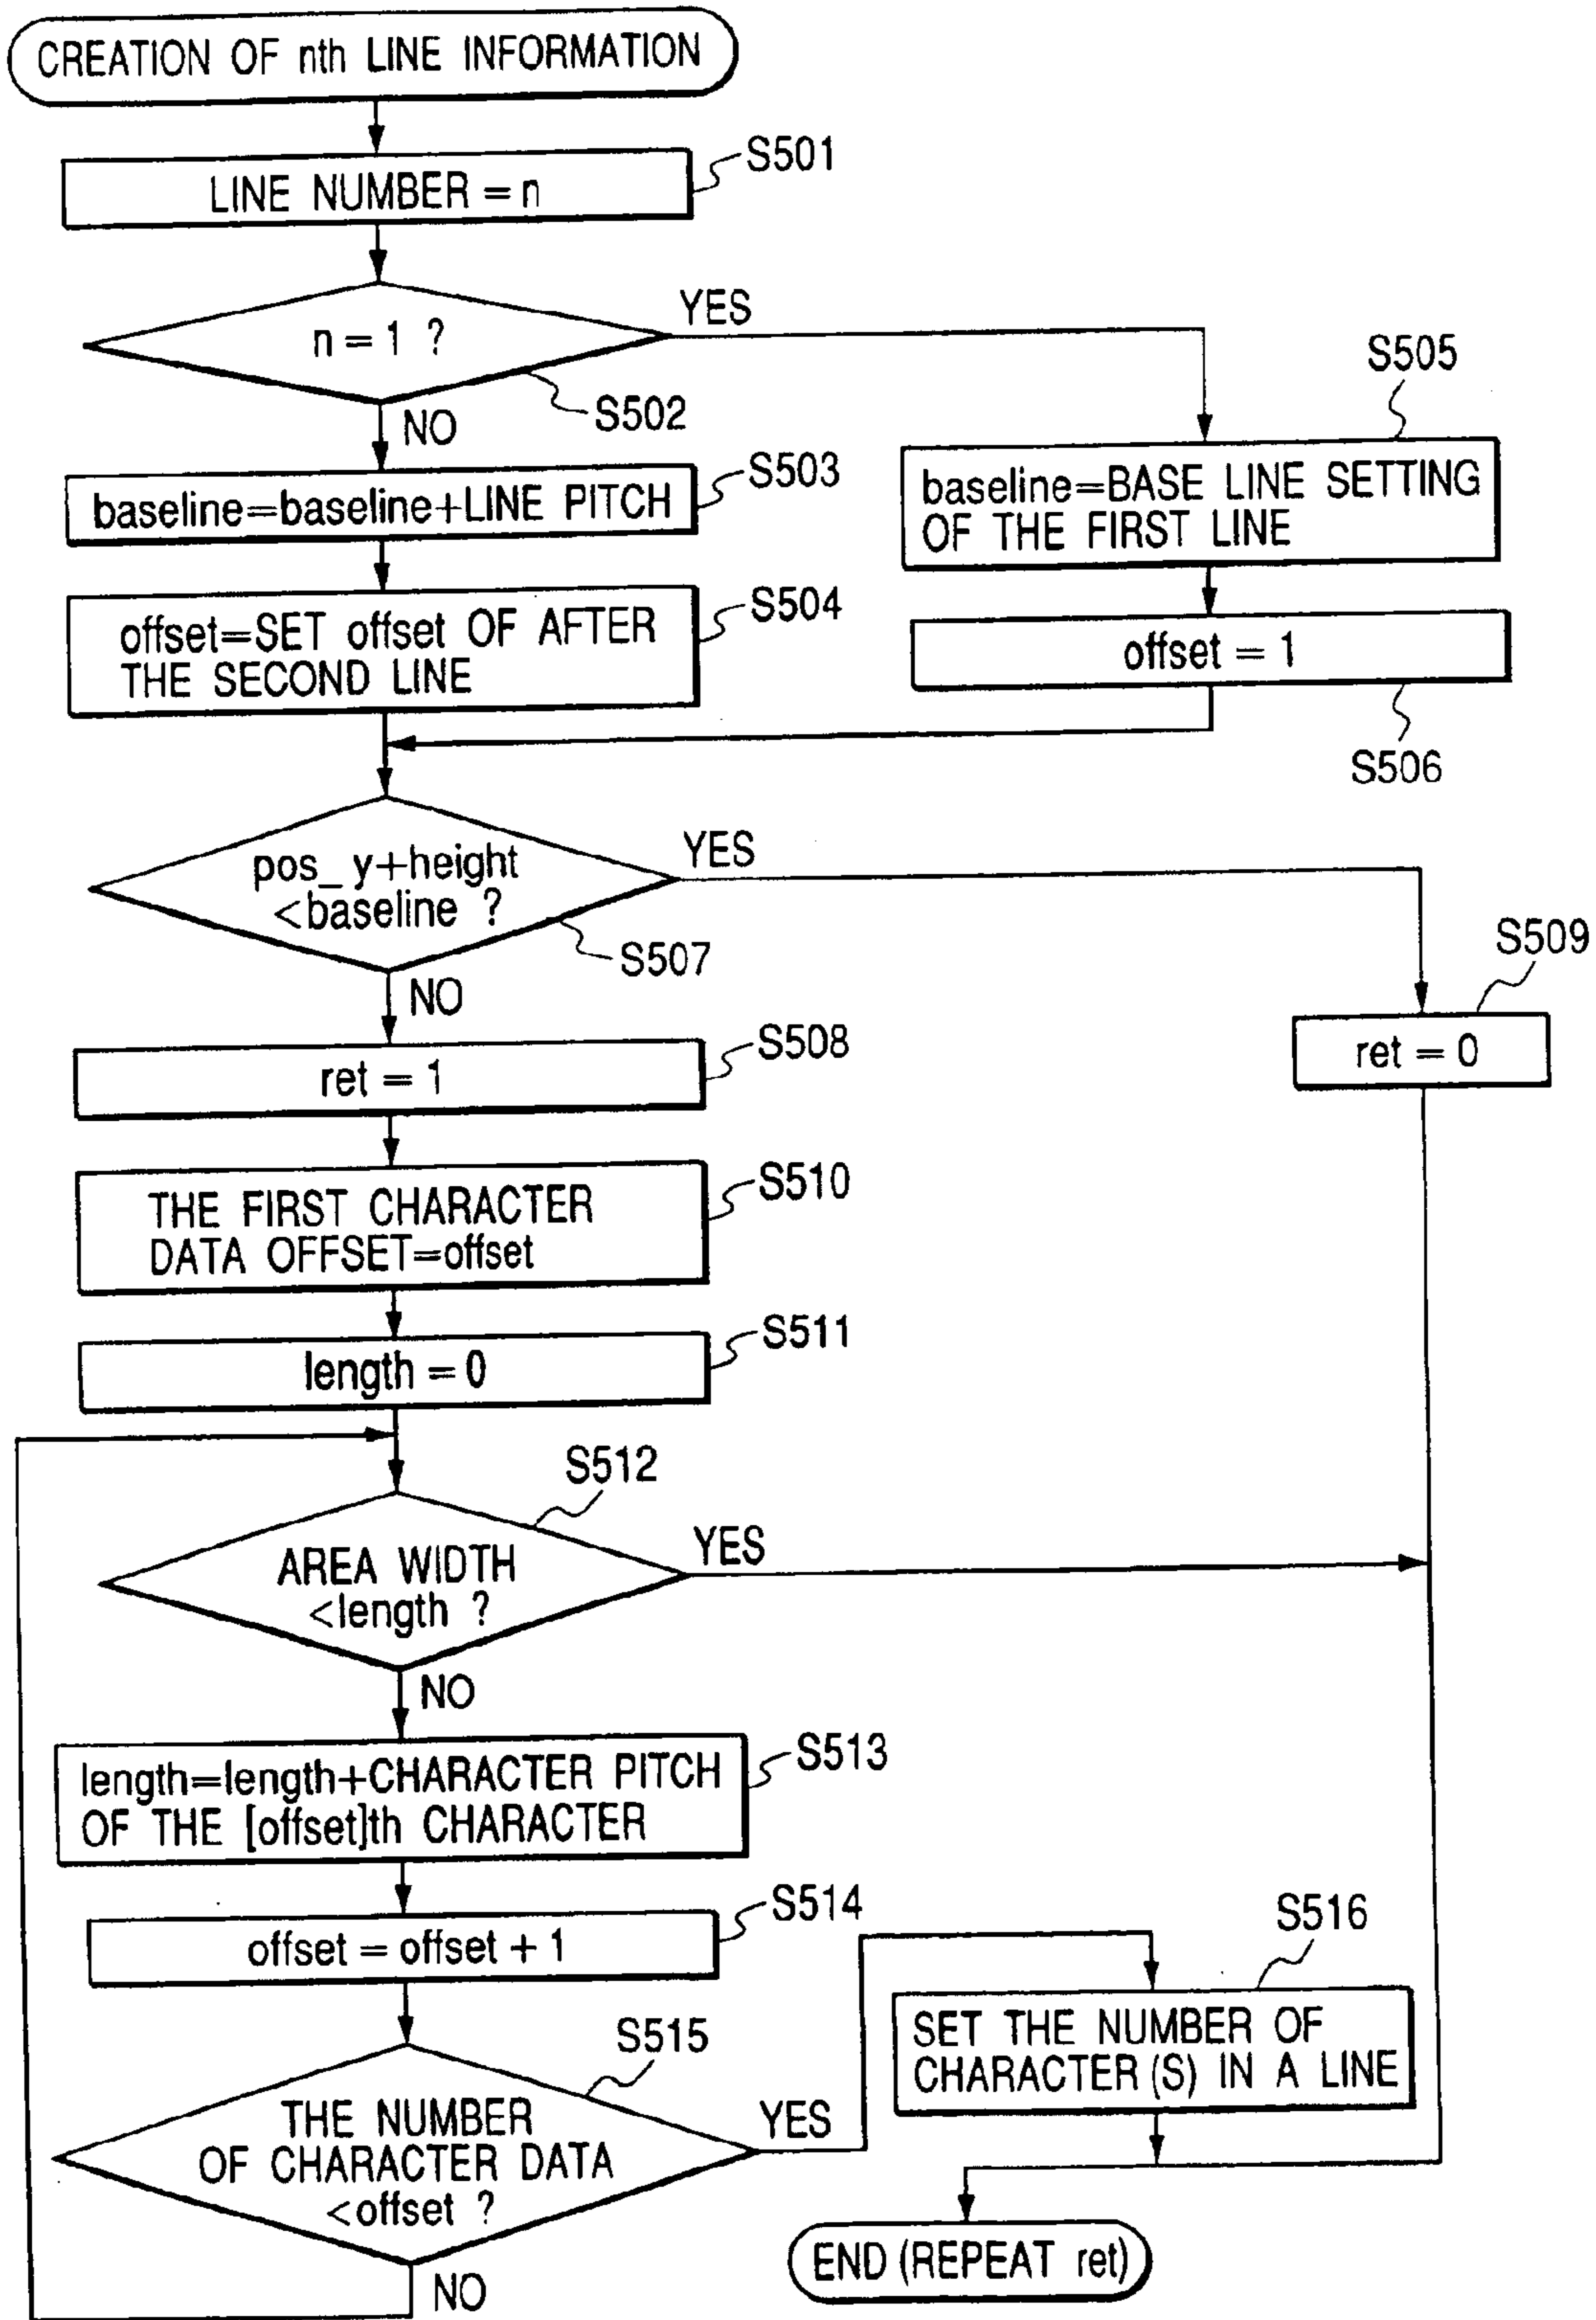 CREATION OF nth LINE INFORMATION
S501
LINE NUMBER = n
n = 1 ?
YES
S502
NO
S505
S503
baseline=baseline+LINE PITCH
baseline=BASE LINE SETTING
OF THE FIRST LINE
S504
offset=SET offset OF AFTER
THE SECOND LINE
offset = 1
S506
pos_y+height
<baseline ?
YES
S507
NO
S509
S508
ret = 1
ret = 0
S510
THE FIRST CHARACTER
DATA OFFSET=offset
S511
length = 0
S512
AREA WIDTH
<length ?
YES
NO
S513
length=length+CHARACTER PITCH
OF THE [offset]th CHARACTER
S514
offset = offset + 1
S516
SET THE NUMBER OF
CHARACTER(S) IN A LINE
S515
THE NUMBER
OF CHARACTER DATA
<offset ?
YES
NO
END (REPEAT ret)